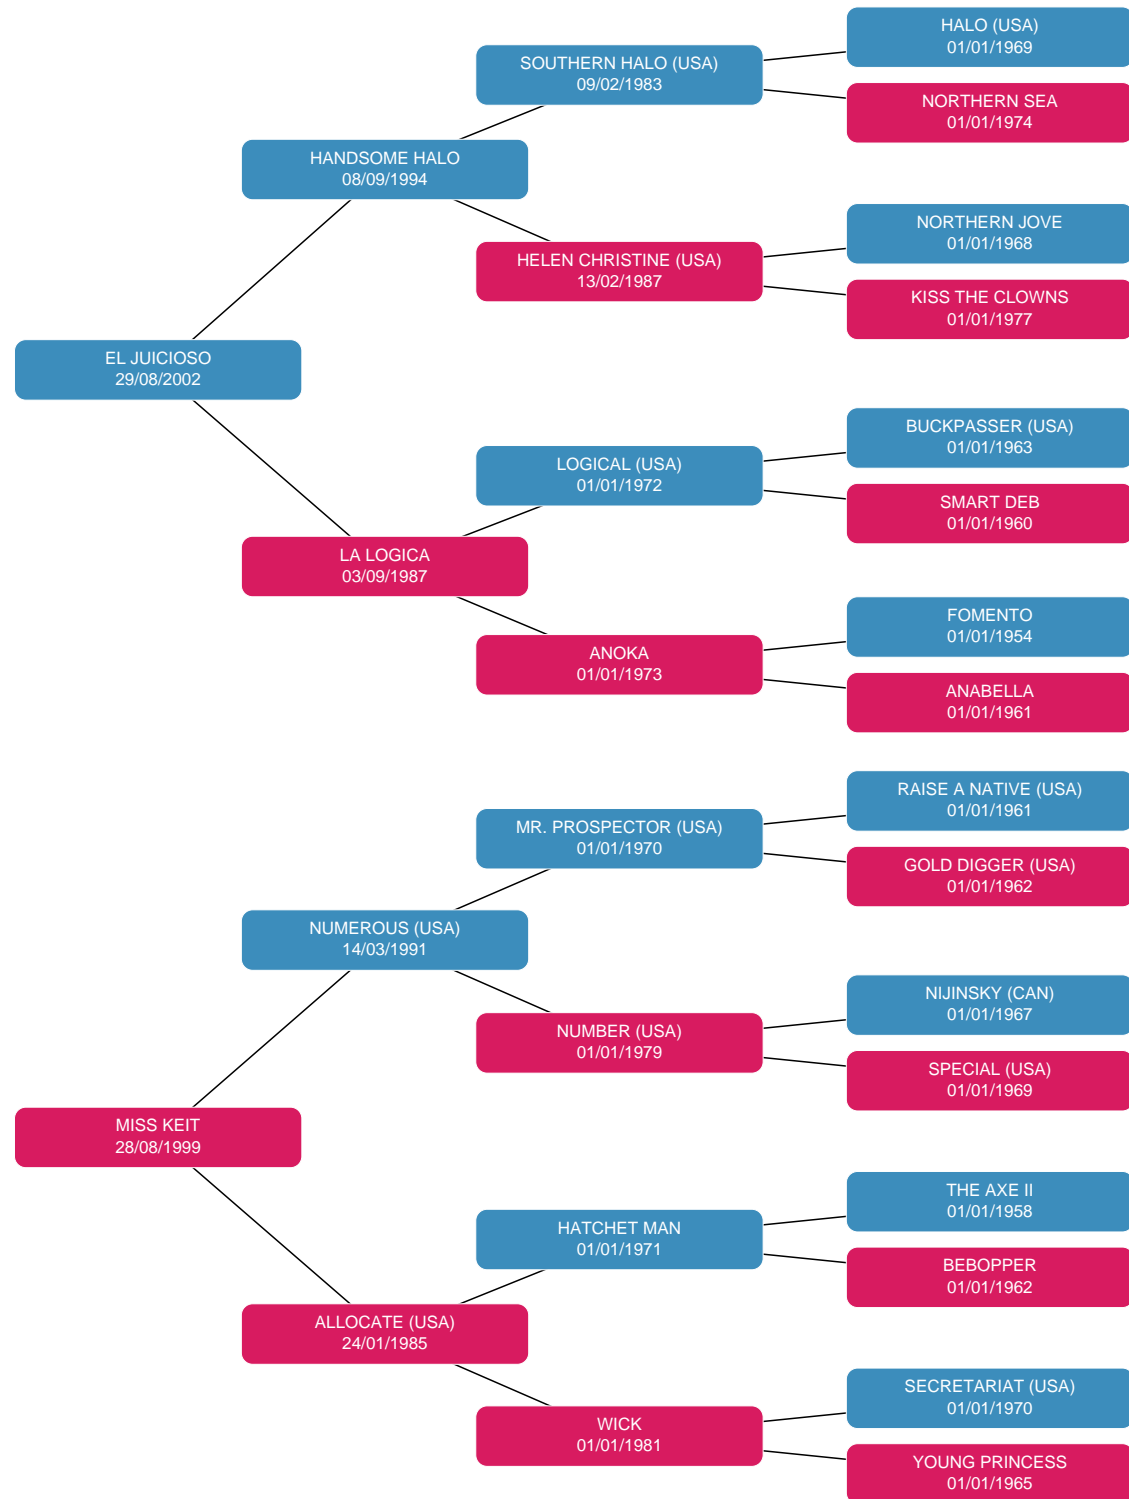 HALO (USA)
01/01/1969
SOUTHERN HALO (USA)
09/02/1983
NORTHERN SEA
01/01/1974
HANDSOME HALO
08/09/1994
NORTHERN JOVE
01/01/1968
HELEN CHRISTINE (USA)
13/02/1987
KISS THE CLOWNS
01/01/1977
EL JUICIOSO
29/08/2002
BUCKPASSER (USA)
01/01/1963
LOGICAL (USA)
01/01/1972
SMART DEB
01/01/1960
LA LOGICA
03/09/1987
FOMENTO
01/01/1954
ANOKA
01/01/1973
ANABELLA
01/01/1961
RAISE A NATIVE (USA)
01/01/1961
MR. PROSPECTOR (USA)
01/01/1970
GOLD DIGGER (USA)
01/01/1962
NUMEROUS (USA)
14/03/1991
NIJINSKY (CAN)
01/01/1967
NUMBER (USA)
01/01/1979
SPECIAL (USA)
01/01/1969
MISS KEIT
28/08/1999
THE AXE II
01/01/1958
HATCHET MAN
01/01/1971
BEBOPPER
01/01/1962
ALLOCATE (USA)
24/01/1985
SECRETARIAT (USA)
01/01/1970
WICK
01/01/1981
YOUNG PRINCESS
01/01/1965